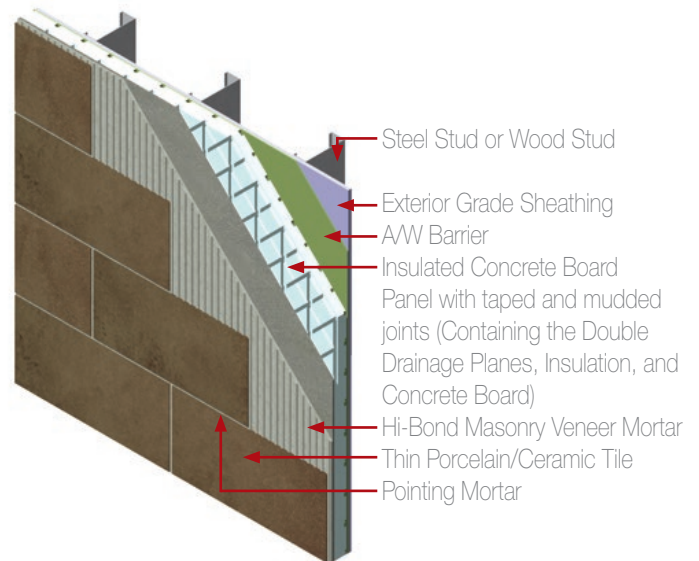 Steel Stud or Wood Stud
Exterior Grade Sheathing
A/W Barrier
Insulated Concrete Board
Panel with taped and mudded
joints (Containing the Double
Drainage Planes, Insulation, and
Concrete Board)
Hi-Bond Masonry Veneer Mortar
Thin Porcelain/Ceramic Tile
Pointing Mortar